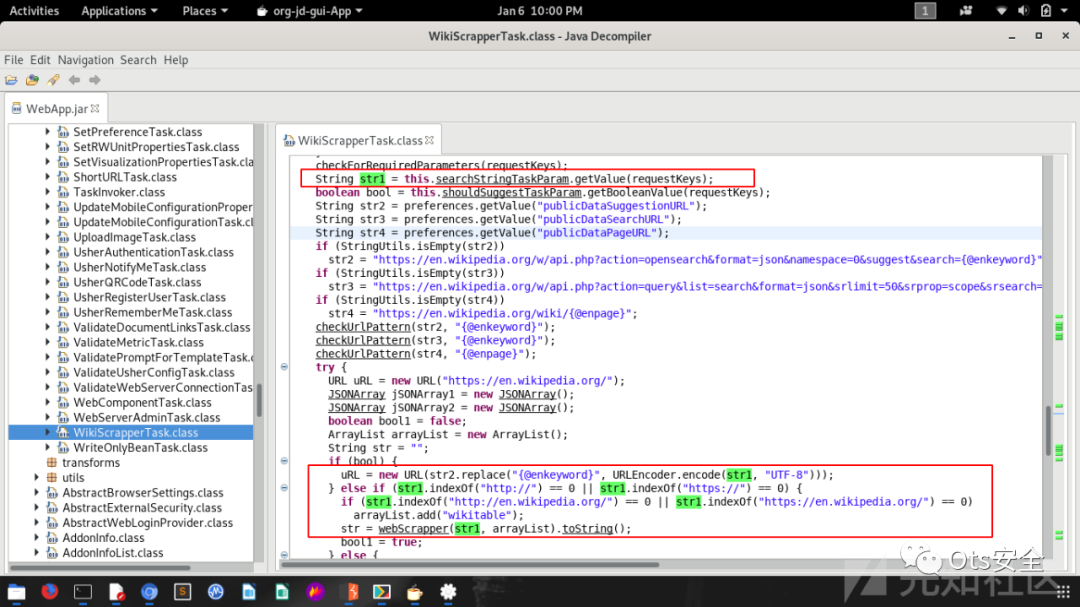 Activities Applications Places org-jd-gui-App Jan 6 10:00 PM 1
WikiScrapperTask.class - Java Decompiler
File Edit Navigation Search Help
WebApp.jar
SetPreferenceTask.class
SetRWUnitPropertiesTask.class
SetVisualizationPropertiesTask.cla
ShortURLTask.class
TaskInvoker.class
UpdateMobileConfigurationProper
UpdateMobileConfigurationTask.cl
UploadImageTask.class
UsherAuthenticationTask.class
UsherNotifyMeTask.class
UsherQRCodeTask.class
UsherRegisterUserTask.class
UsherRememberMeTask.class
ValidateDocumentLinksTask.class
ValidateMetricTask.class
ValidatePromptForTemplateTask.c
ValidateUsherConfigTask.class
ValidateWebServerConnectionTas
WebComponentTask.class
WebServerAdminTask.class
WikiScrapperTask.class
WriteOnlyBeanTask.class
transforms
utils
AbstractBrowserSettings.class
AbstractExternalSecurity.class
AbstractWebLoginProvider.class
AddonInfo.class
AddonInfoList.class
WikiScrapperTask.class
checkForRequiredParameters(requestKeys);
String str1 = this.searchStringTaskParam.getValue(requestKeys);
boolean bool = this.shouldSuggestTaskParam.getBooleanValue(requestKeys);
String str2 = preferences.getValue("publicDataSuggestionURL");
String str3 = preferences.getValue("publicDataSearchURL");
String str4 = preferences.getValue("publicDataPageURL");
if (StringUtils.isEmpty(str2))
str2 = "https://en.wikipedia.org/w/api.php?action=opensearch&format=json&namespace=0&suggest&search={@enkeyword}"
if (StringUtils.isEmpty(str3))
str3 = "https://en.wikipedia.org/w/api.php?action=query&list=search&format=json&srlimit=50&srprop=scope&srsearch=
if (StringUtils.isEmpty(str4))
str4 = "https://en.wikipedia.org/wiki/{@enpage}";
checkUrlPattern(str2, "{@enkeyword}");
checkUrlPattern(str3, "{@enkeyword}");
checkUrlPattern(str4, "{@enpage}");
try {
URL uRL = new URL("https://en.wikipedia.org/");
JSONArray jSONArray1 = new JSONArray();
JSONArray jSONArray2 = new JSONArray();
boolean bool1 = false;
ArrayList arrayList = new ArrayList();
String str = "";
if (bool) {
uRL = new URL(str2.replace("{@enkeyword}", URLEncoder.encode(str1, "UTF-8")));
} else if (str1.indexOf("http://") == 0 || str1.indexOf("https://") == 0) {
if (str1.indexOf("http://en.wikipedia.org/") == 0 || str1.indexOf("https://en.wikipedia.org/") == 0)
arrayList.add("wikitable");
str = webScrapper(str1, arrayList).toString();
bool1 = true;
} else {
Ots安全
先知社区